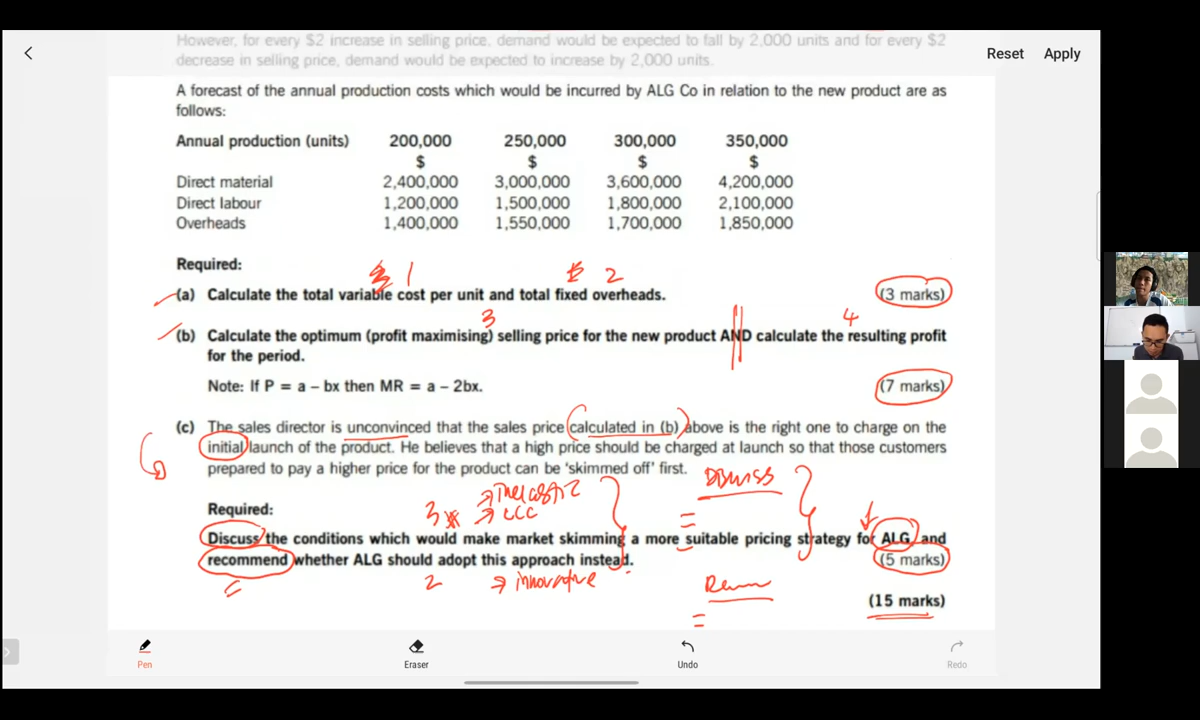 However, for every $2 increase in selling price, demand would be expected to fall by 2,000 units and for every $2
decrease in selling price, demand would be expected to increase by 2,000 units.
Reset Apply
A forecast of the annual production costs which would be incurred by ALG Co in relation to the new product are as
follows:
Annual production (units) 200,000 250,000 300,000 350,000
$ $ $ $
Direct material 2,400,000 3,000,000 3,600,000 4,200,000
Direct labour 1,200,000 1,500,000 1,800,000 2,100,000
Overheads 1,400,000 1,550,000 1,700,000 1,850,000
Required:
1 2
(a) Calculate the total variable cost per unit and total fixed overheads. (3 marks)
3 4
(b) Calculate the optimum (profit maximising) selling price for the new product AND calculate the resulting profit
for the period.
Note: If P = a – bx then MR = a – 2bx. (7 marks)
(c) The sales director is unconvinced that the sales price calculated in (b) above is the right one to charge on the
initial launch of the product. He believes that a high price should be charged at launch so that those customers
prepared to pay a higher price for the product can be 'skimmed off' first.
Discuss
→ inelastic
Required:
3 → LCC
Discuss the conditions which would make market skimming a more suitable pricing strategy for ALG and
recommend whether ALG should adopt this approach instead. (5 marks)
2 → innovative
(15 marks)
Pen Eraser Undo Redo